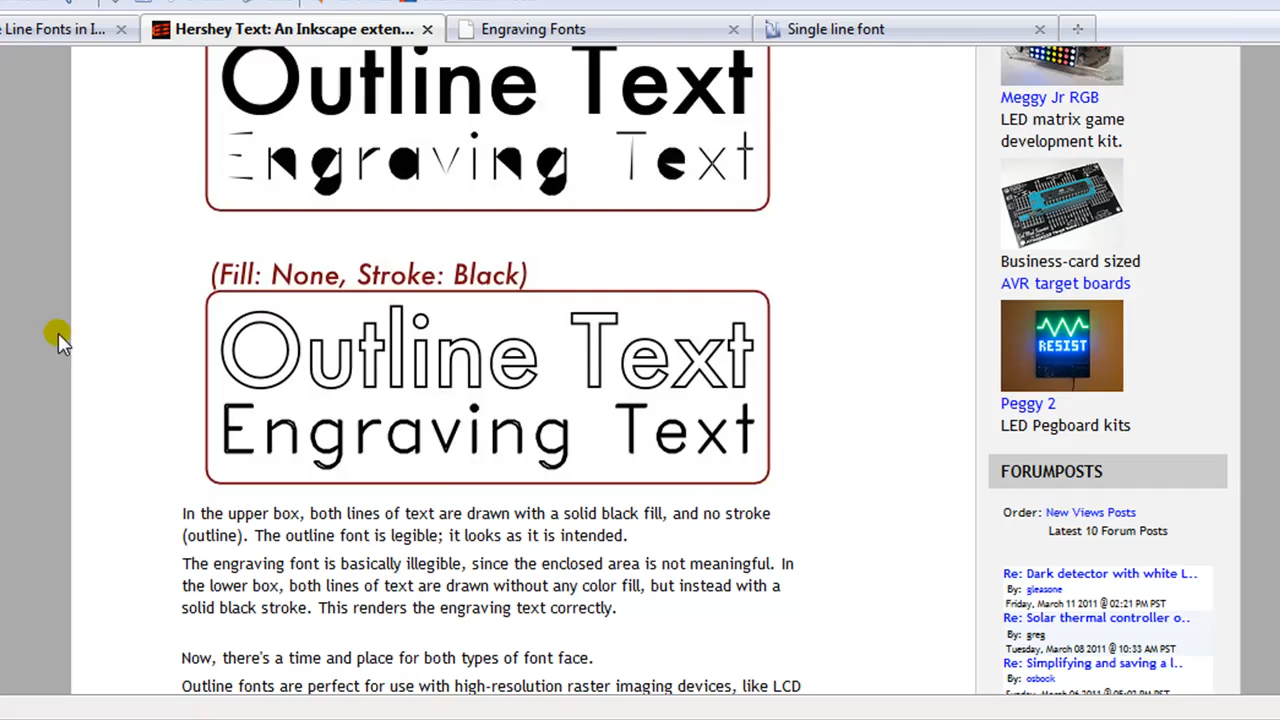 e Line Fonts in I...
Hershey Text: An Inkscape exten...
Engraving Fonts
Single line font
Outline Text
Engraving Text
(Fill: None, Stroke: Black)
Outline Text
Engraving Text
In the upper box, both lines of text are drawn with a solid black fill, and no stroke
(outline). The outline font is legible; it looks as it is intended.
The engraving font is basically illegible, since the enclosed area is not meaningful. In
the lower box, both lines of text are drawn without any color fill, but instead with a
solid black stroke. This renders the engraving text correctly.
Now, there's a time and place for both types of font face.
Outline fonts are perfect for use with high-resolution raster imaging devices, like LCD
Meggy Jr RGB
LED matrix game
development kit.
Business-card sized
AVR target boards
RESIST
Peggy 2
LED Pegboard kits
FORUMPOSTS
Order: New Views Posts
Latest 10 Forum Posts
Re: Dark detector with white L..
By: gleasone
Friday, March 11 2011 @ 02:21 PM PST
Re: Solar thermal controller o..
By: greg
Tuesday, March 08 2011 @ 10:33 AM PST
Re: Simplifying and saving a l..
By: osbock
Sunday, March 06 2011 @ 05:02 PM PST